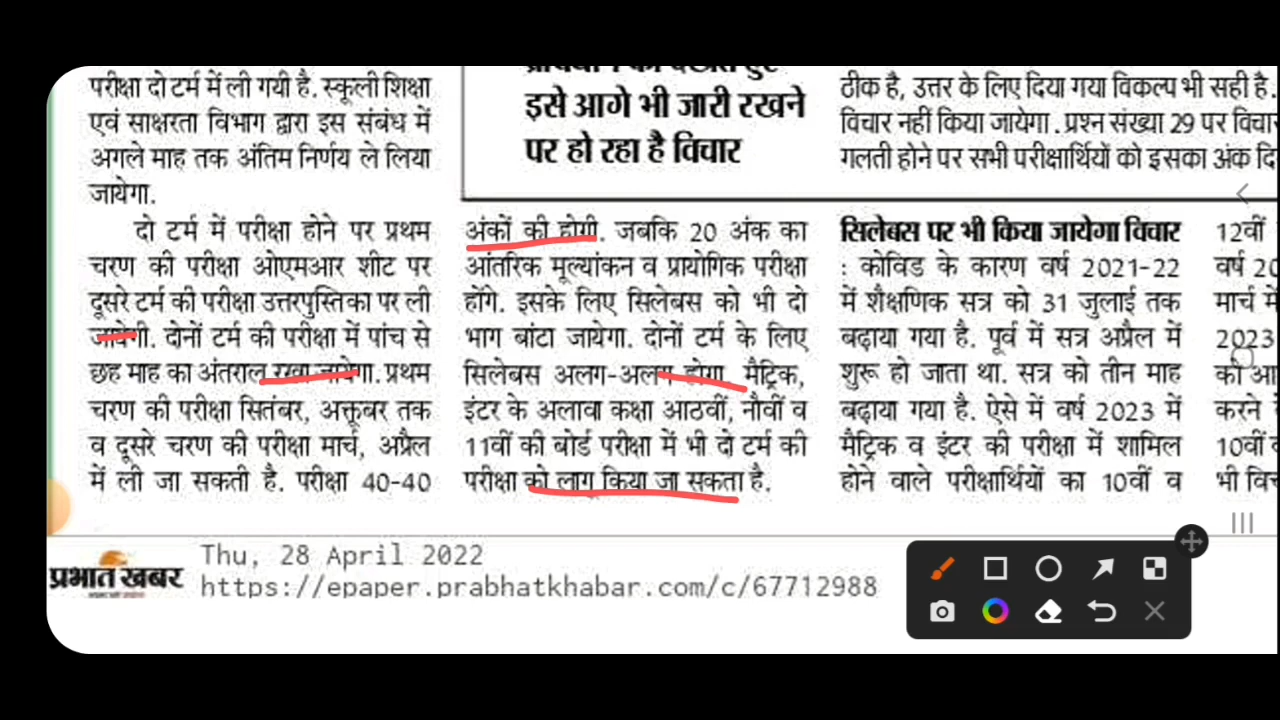 परीक्षा दो टर्म में ली गयी है. स्कूली शिक्षा
एवं साक्षरता विभाग द्वारा इस संबंध में
अगले माह तक अंतिम निर्णय ले लिया
जायेगा.
दो टर्म में परीक्षा होने पर प्रथम
चरण की परीक्षा ओएमआर शीट पर
दूसरे टर्म की परीक्षा उत्तरपुस्तिका पर ली
जायेगी. दोनों टर्म की परीक्षा में पांच से
छह माह का अंतराल रखा जायेगा. प्रथम
चरण की परीक्षा सितंबर, अक्तूबर तक
व दूसरे चरण की परीक्षा मार्च, अप्रैल
में ली जा सकती है. परीक्षा 40-40
इसे आगे भी जारी रखने
पर हो रहा है विचार
अंकों की होगी. जबकि 20 अंक का
आंतरिक मूल्यांकन व प्रायोगिक परीक्षा
होंगे. इसके लिए सिलेबस को भी दो
भाग बांटा जायेगा. दोनों टर्म के लिए
सिलेबस अलग-अलग होगा. मैट्रिक,
इंटर के अलावा कक्षा आठवीं, नौवीं व
11वीं की बोर्ड परीक्षा में भी दो टर्म की
परीक्षा को लागू किया जा सकता है.
ठीक है, उत्तर के लिए दिया गया विकल्प भी सही है.
विचार नहीं किया जायेगा. प्रश्न संख्या 29 पर विचार
गलती होने पर सभी परीक्षार्थियों को इसका अंक
सिलेबस पर भी किया जायेगा विचार
: कोविड के कारण वर्ष 2021-22
में शैक्षणिक सत्र को 31 जुलाई तक
बढ़ाया गया है. पूर्व में सत्र अप्रैल में
शुरू हो जाता था. सत्र को तीन माह
बढ़ाया गया है. ऐसे में वर्ष 2023 में
मैट्रिक व इंटर की परीक्षा में शामिल
होने वाले परीक्षार्थियों का 10वीं व
12वीं
वर्ष
मार्च में
2023
करने
10वीं
भी
प्रभात खबर
Thu, 28 April 2022
https://epaper.prabhatkhabar.com/c/67712988